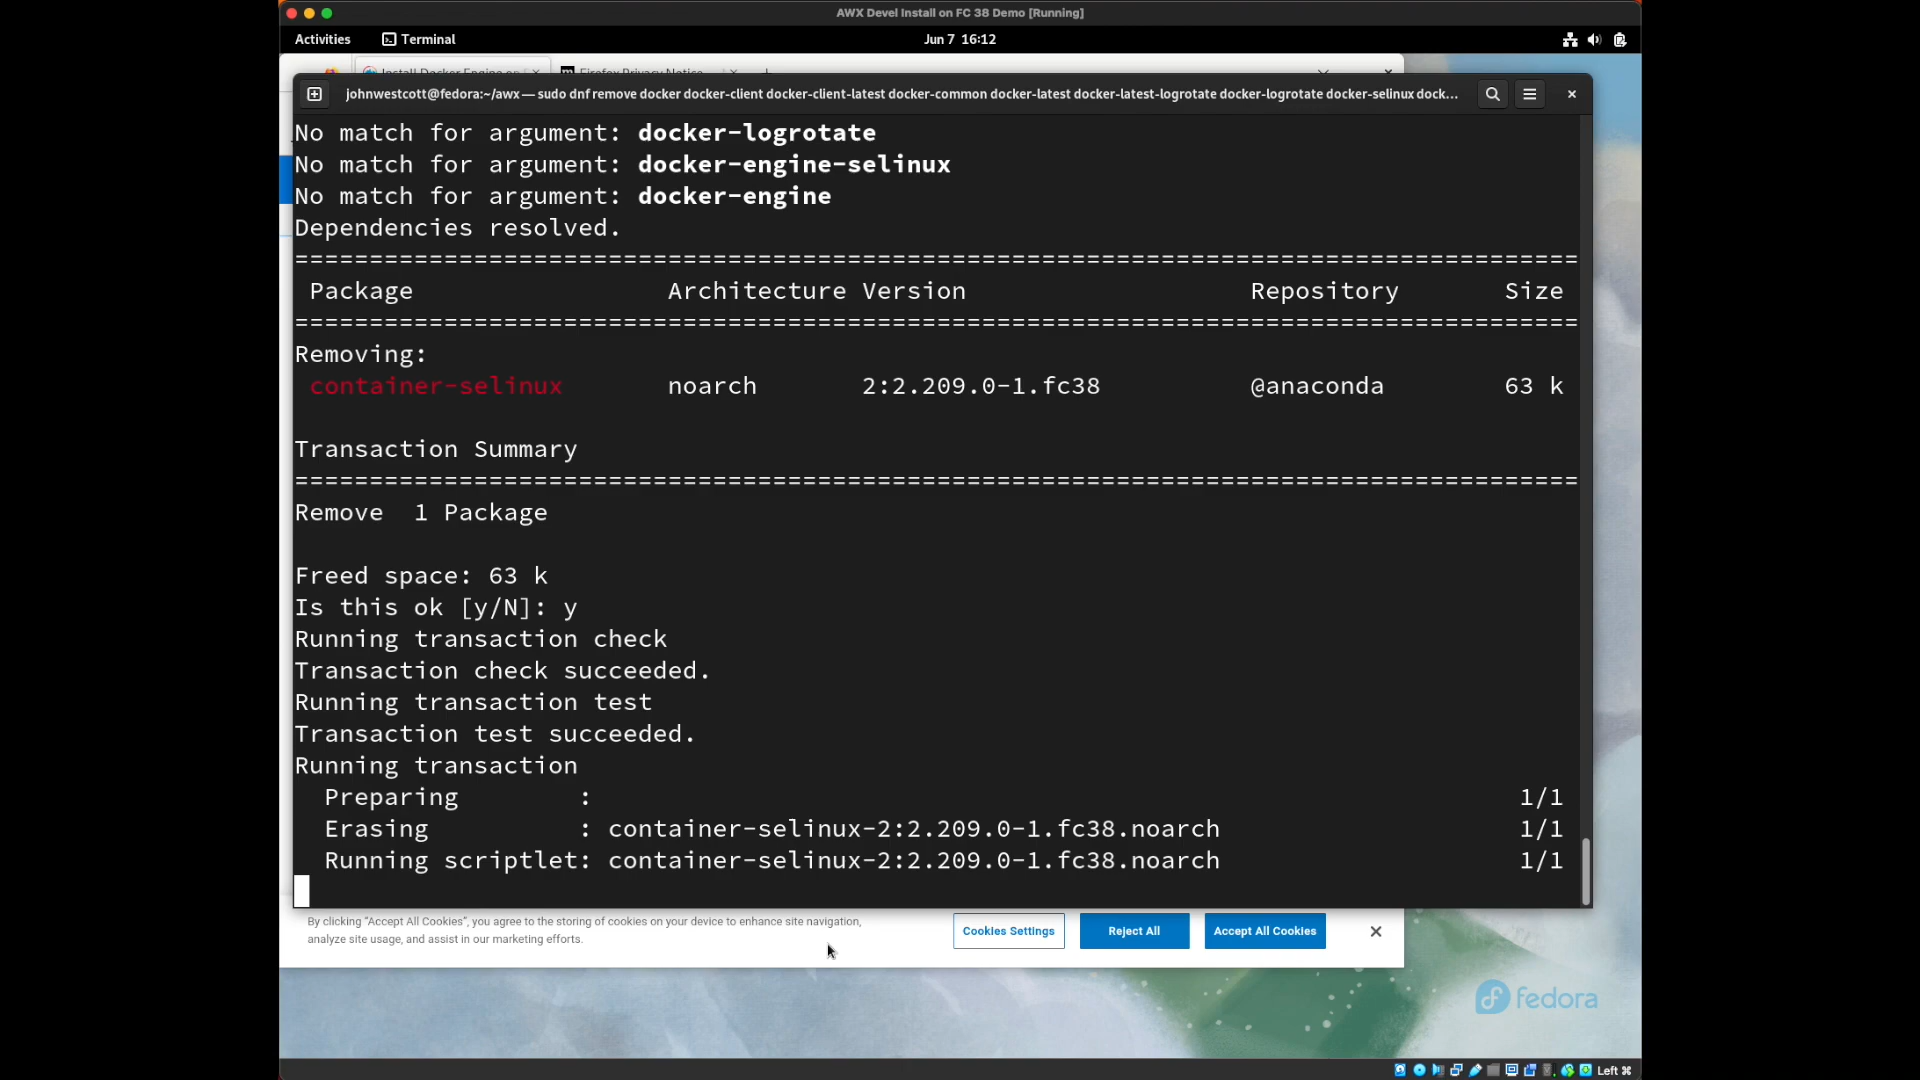 AWX Devel Install on FC 38 Demo [Running]
Activities Terminal Jun 7 16:12
Install Docker Engine on Firefox Privacy Notice
johnwestcott@fedora:~/awx — sudo dnf remove docker docker-client docker-client-latest docker-common docker-latest docker-latest-logrotate docker-logrotate docker-selinux dock...
No match for argument: docker-logrotate
No match for argument: docker-engine-selinux
No match for argument: docker-engine
Dependencies resolved.
================================================================================
Package Architecture Version Repository Size
================================================================================
Removing:
container-selinux noarch 2:2.209.0-1.fc38 @anaconda 63 k
Transaction Summary
================================================================================
Remove 1 Package
Freed space: 63 k
Is this ok [y/N]: y
Running transaction check
Transaction check succeeded.
Running transaction test
Transaction test succeeded.
Running transaction
Preparing : 1/1
Erasing : container-selinux-2:2.209.0-1.fc38.noarch 1/1
Running scriptlet: container-selinux-2:2.209.0-1.fc38.noarch 1/1
By clicking “Accept All Cookies”, you agree to the storing of cookies on your device to enhance site navigation,
analyze site usage, and assist in our marketing efforts.
Cookies Settings Reject All Accept All Cookies
fedora
Left ⌘